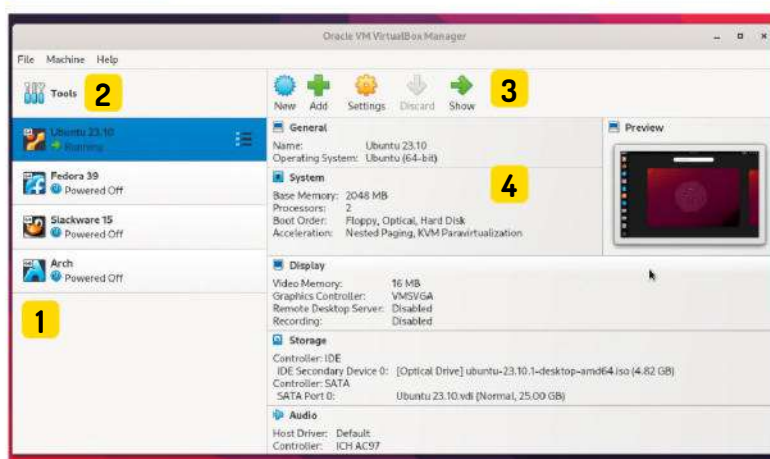 Oracle VM VirtualBox Manager
File Machine Help
Tools
2
New Add Settings Discard Show
3
Ubuntu 23.10
Running
Fedora 39
Powered Off
Slackware 15
Powered Off
Arch
Powered Off
1
General
Name: Ubuntu 23.10
Operating System: Ubuntu (64-bit)
Preview
System
4
Base Memory: 2048 MB
Processors: 2
Boot Order: Floppy, Optical, Hard Disk
Acceleration: Nested Paging, KVM Paravirtualization
Display
Video Memory: 16 MB
Graphics Controller: VMSVGA
Remote Desktop Server: Disabled
Recording: Disabled
Storage
Controller: IDE
IDE Secondary Device 0: [Optical Drive] ubuntu-23.10.1-desktop-amd64.iso (4.82 GB)
Controller: SATA
SATA Port 0: Ubuntu 23.10.vdi (Normal, 25.00 GB)
Audio
Host Driver: Default
Controller: ICH AC97